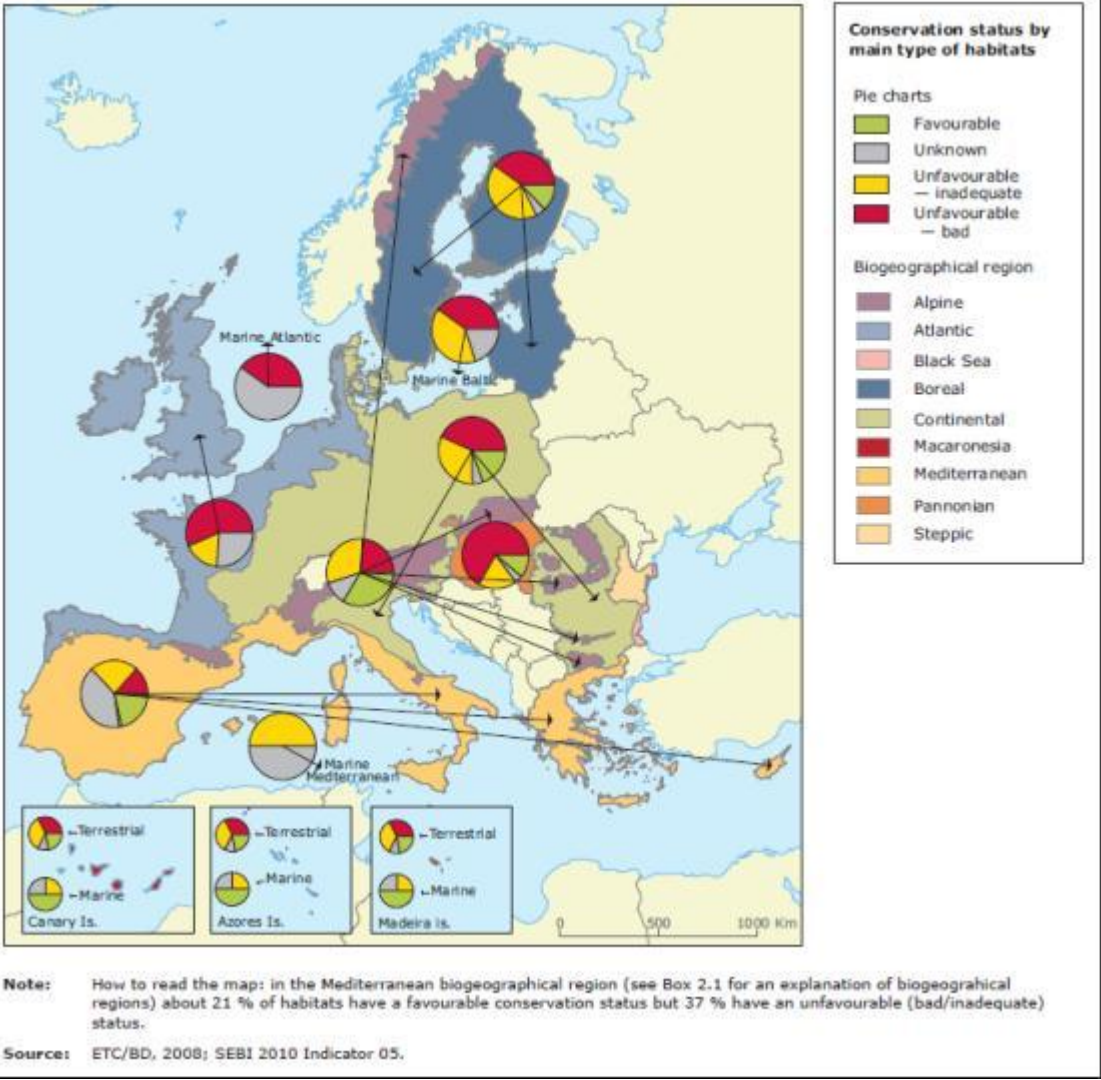 Conservation status by
main type of habitats
Pie charts
Favourable
Unknown
Unfavourable
— inadequate
Unfavourable
— bad
Biogeographical region
Alpine
Atlantic
Black Sea
Boreal
Continental
Macaronesia
Mediterranean
Pannonian
Steppic
Marine Atlantic
Marine Baltic
Marine
Mediterranean
Terrestrial
Marine
Canary Is.
Terrestrial
Marine
Azores Is.
Terrestrial
Marine
Madeira is.
0 500 1000 Km
Note: How to read the map: in the Mediterranean biogeographical region (see Box 2.1 for an explanation of biogeograhical
regions) about 21 % of habitats have a favourable conservation status but 37 % have an unfavourable (bad/inadequate)
status.
Source: ETC/BD, 2008; SEBI 2010 Indicator 05.